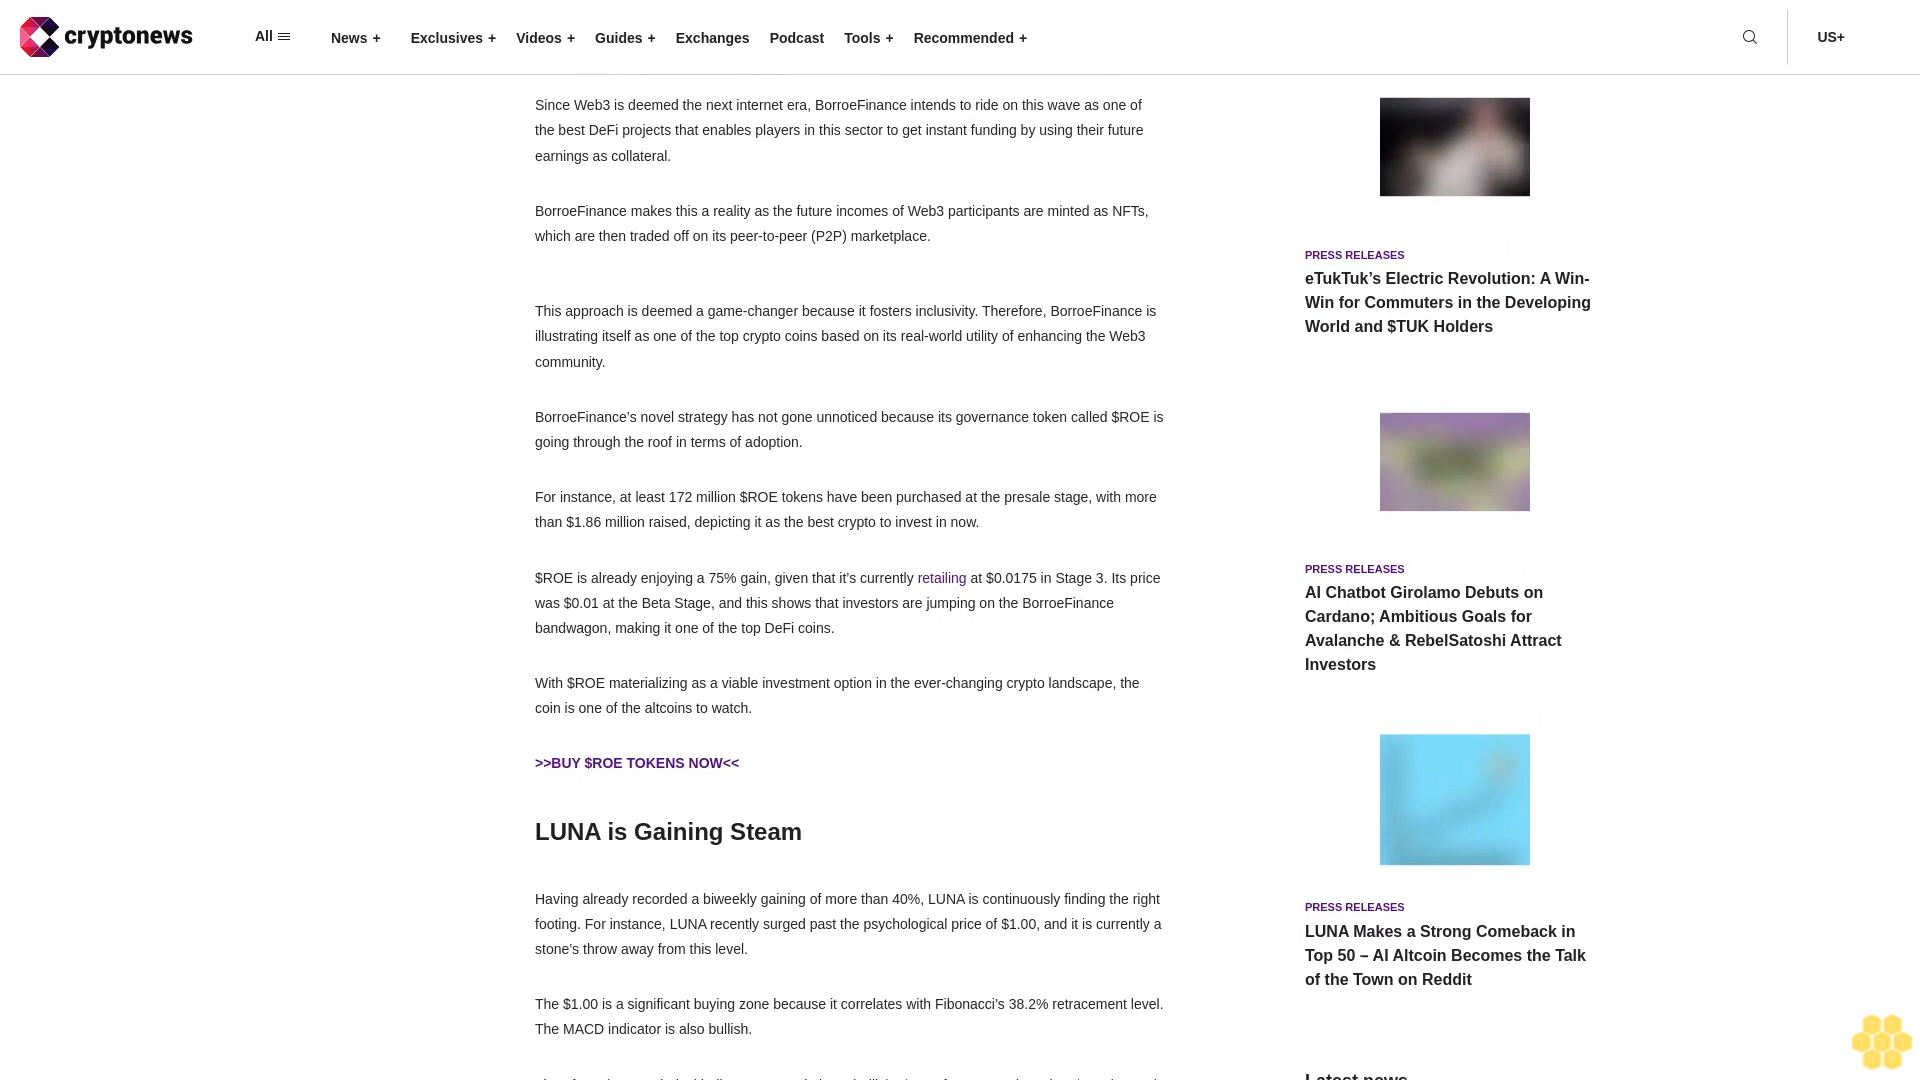 cryptonews
All
News +
Exclusives +
Videos +
Guides +
Exchanges
Podcast
Tools +
Recommended +
US+
Since Web3 is deemed the next internet era, BorroeFinance intends to ride on this wave as one of
the best DeFi projects that enables players in this sector to get instant funding by using their future
earnings as collateral.
BorroeFinance makes this a reality as the future incomes of Web3 participants are minted as NFTs,
which are then traded off on its peer-to-peer (P2P) marketplace.
This approach is deemed a game-changer because it fosters inclusivity. Therefore, BorroeFinance is
illustrating itself as one of the top crypto coins based on its real-world utility of enhancing the Web3
community.
BorroeFinance’s novel strategy has not gone unnoticed because its governance token called $ROE is
going through the roof in terms of adoption.
For instance, at least 172 million $ROE tokens have been purchased at the presale stage, with more
than $1.86 million raised, depicting it as the best crypto to invest in now.
$ROE is already enjoying a 75% gain, given that it’s currently retailing at $0.0175 in Stage 3. Its price
was $0.01 at the Beta Stage, and this shows that investors are jumping on the BorroeFinance
bandwagon, making it one of the top DeFi coins.
With $ROE materializing as a viable investment option in the ever-changing crypto landscape, the
coin is one of the altcoins to watch.
>>BUY $ROE TOKENS NOW<<
LUNA is Gaining Steam
Having already recorded a biweekly gaining of more than 40%, LUNA is continuously finding the right
footing. For instance, LUNA recently surged past the psychological price of $1.00, and it is currently a
stone’s throw away from this level.
The $1.00 is a significant buying zone because it correlates with Fibonacci’s 38.2% retracement level.
The MACD indicator is also bullish.
PRESS RELEASES
eTukTuk’s Electric Revolution: A Win-
Win for Commuters in the Developing
World and $TUK Holders
PRESS RELEASES
AI Chatbot Girolamo Debuts on
Cardano; Ambitious Goals for
Avalanche & RebelSatoshi Attract
Investors
PRESS RELEASES
LUNA Makes a Strong Comeback in
Top 50 – AI Altcoin Becomes the Talk
of the Town on Reddit
Latest news